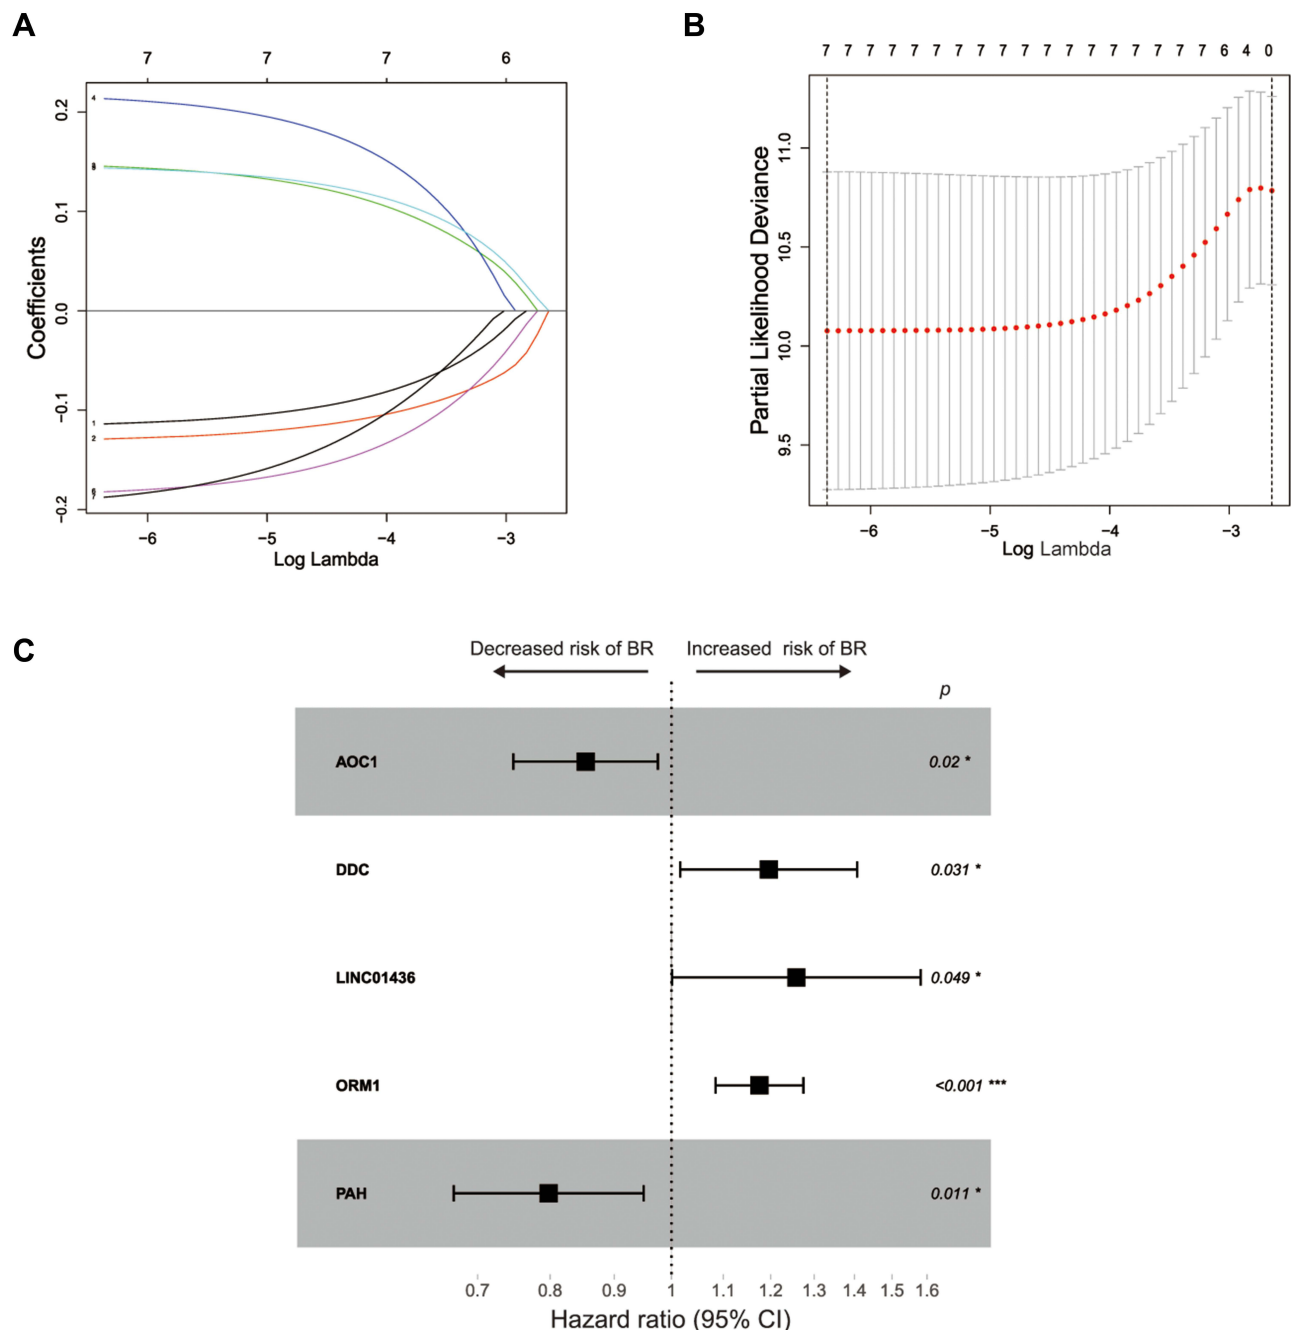 A
7 7 7 6
Coefficients
0.2
0.1
0.0
−0.1
−0.2
4
1
2
−6 −5 −4 −3
Log Lambda
B
7 7 7 7 7 7 7 7 7 7 7 7 7 7 7 7 7 7 6 4 0
Partial Likelihood Deviance
11.0
10.5
10.0
9.5
−6 −5 −4 −3
Log Lambda
C
Decreased risk of BR Increased risk of BR
p
AOC1 0.02 *
DDC 0.031 *
LINC01436 0.049 *
ORM1 <0.001 ***
PAH 0.011 *
0.7 0.8 0.9 1 1.1 1.2 1.3 1.4 1.5 1.6
Hazard ratio (95% CI)